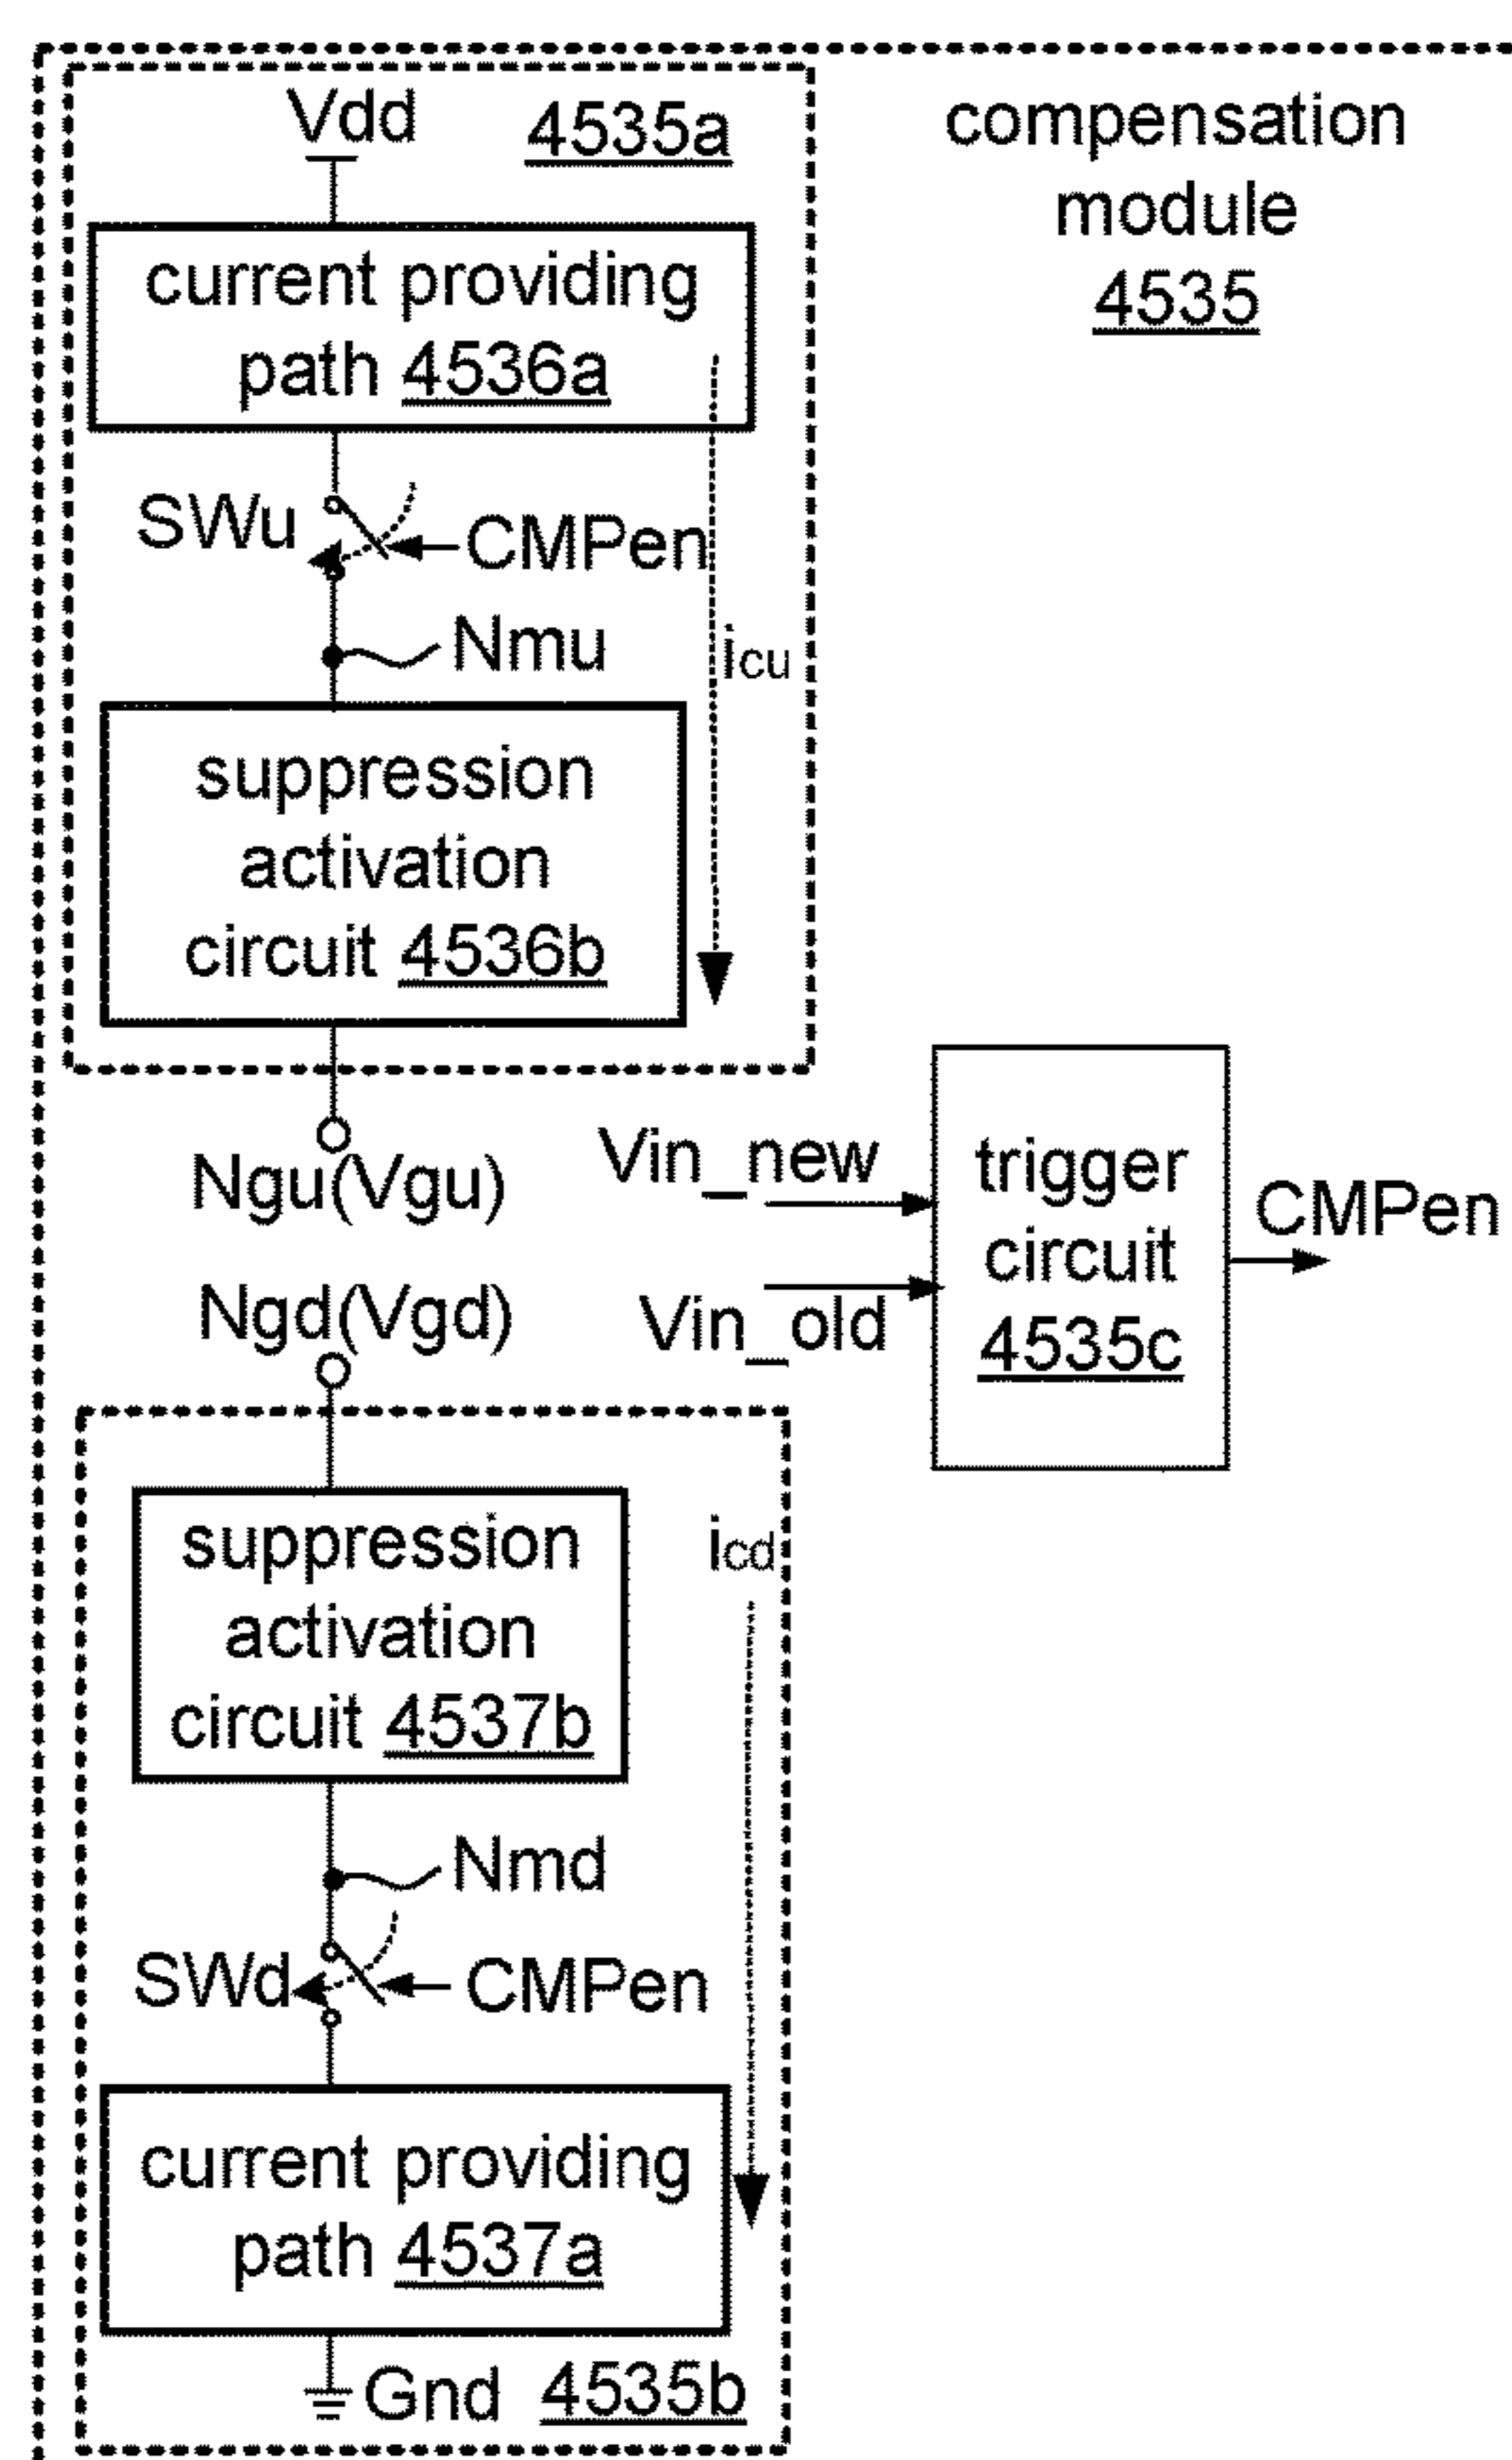 Vdd
4535a
compensation
module
4535
current providing
path 4536a
SWu
CMPen
Nmu
icu
suppression
activation
circuit 4536b
Ngu(Vgu)
Vin_new
trigger
circuit
4535c
CMPen
Ngd(Vgd)
Vin_old
suppression
activation
circuit 4537b
icd
Nmd
SWd
CMPen
current providing
path 4537a
Gnd
4535b